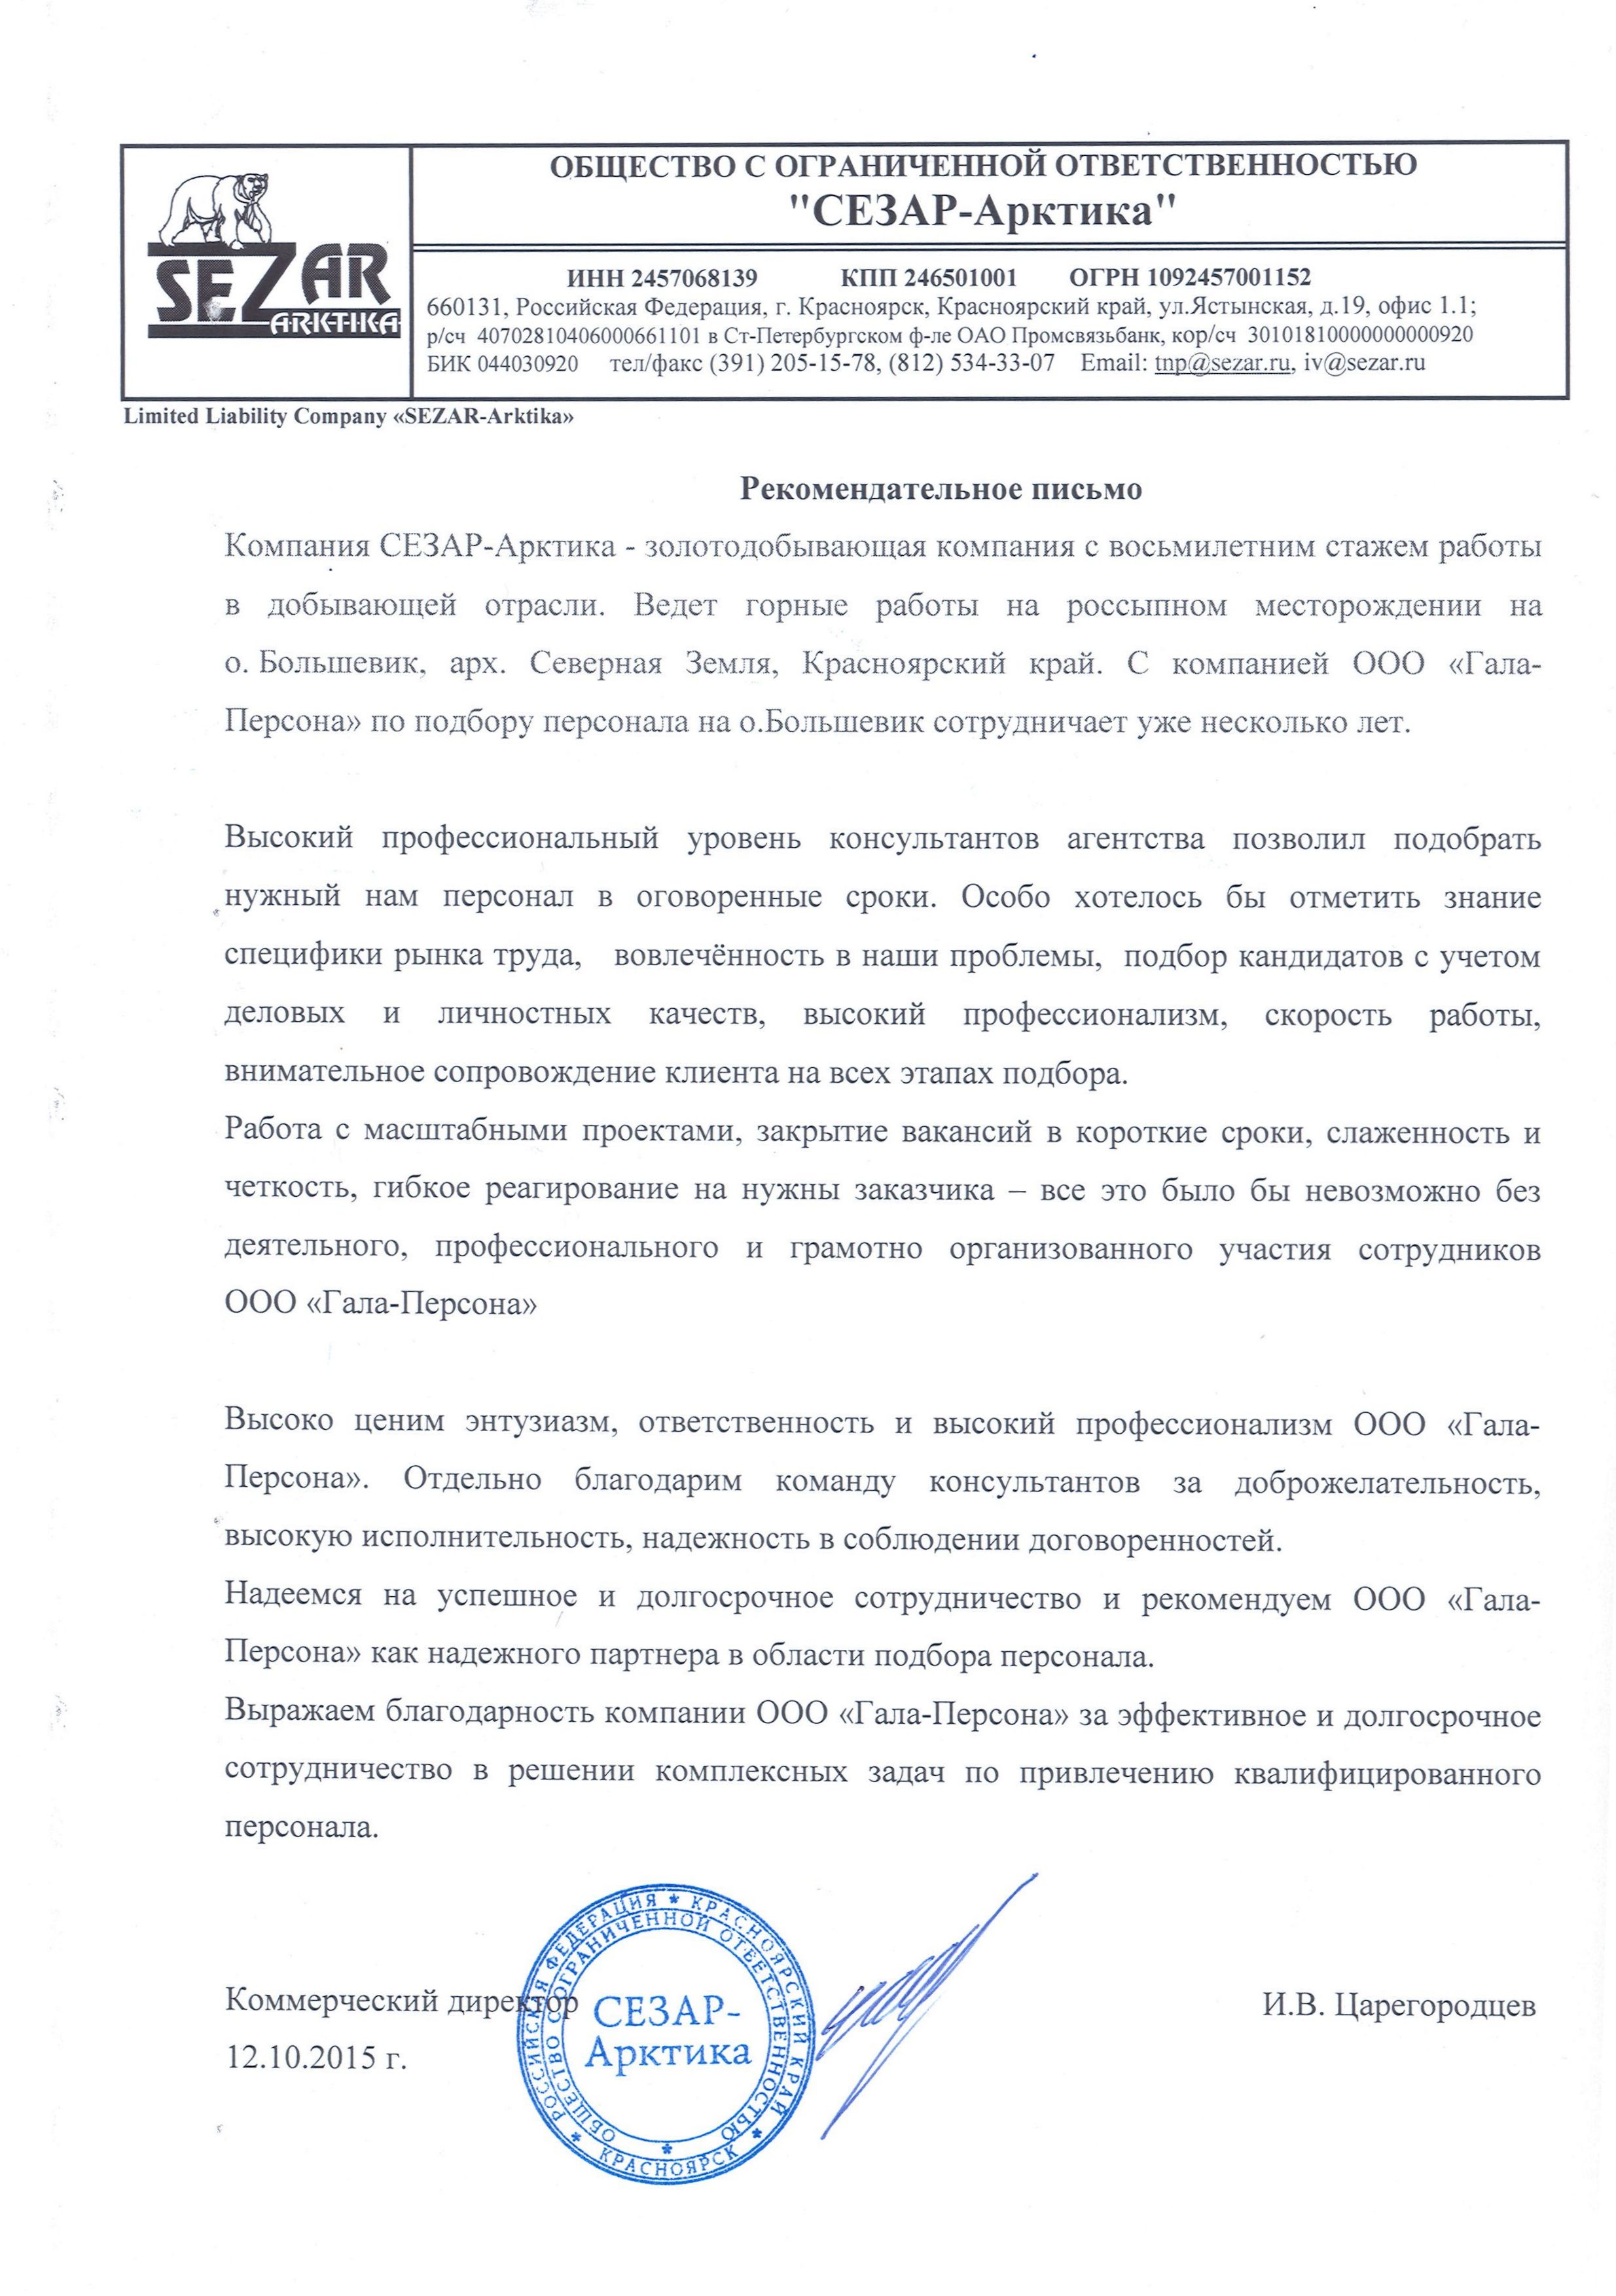 ОБЩЕСТВО С ОГРАНИЧЕННОЙ ОТВЕТСТВЕННОСТЬЮ
"СЕЗАР-Арктика"
SEZAR
ARKTIKA
ИНН 2457068139 КПП 246501001 ОГРН 1092457001152
660131, Российская Федерация, г. Красноярск, Красноярский край, ул.Ястынская, д.19, офис 1.1;
р/сч 40702810406000661101 в Ст-Петербургском ф-ле ОАО Промсвязьбанк, кор/сч 30101810000000000920
БИК 044030920 тел/факс (391) 205-15-78, (812) 534-33-07 Email: tnp@sezar.ru, iv@sezar.ru
Limited Liability Company «SEZAR-Arktika»
Рекомендательное письмо
Компания СЕЗАР-Арктика - золотодобывающая компания с восьмилетним стажем работы
в добывающей отрасли. Ведет горные работы на россыпном месторождении на
о. Большевик, арх. Северная Земля, Красноярский край. С компанией ООО «Гала-
Персона» по подбору персонала на о.Большевик сотрудничает уже несколько лет.
Высокий профессиональный уровень консультантов агентства позволил подобрать
нужный нам персонал в оговоренные сроки. Особо хотелось бы отметить знание
специфики рынка труда, вовлечённость в наши проблемы, подбор кандидатов с учетом
деловых и личностных качеств, высокий профессионализм, скорость работы,
внимательное сопровождение клиента на всех этапах подбора.
Работа с масштабными проектами, закрытие вакансий в короткие сроки, слаженность и
четкость, гибкое реагирование на нужны заказчика – все это было бы невозможно без
деятельного, профессионального и грамотно организованного участия сотрудников
ООО «Гала-Персона»
Высоко ценим энтузиазм, ответственность и высокий профессионализм ООО «Гала-
Персона». Отдельно благодарим команду консультантов за доброжелательность,
высокую исполнительность, надежность в соблюдении договоренностей.
Надеемся на успешное и долгосрочное сотрудничество и рекомендуем ООО «Гала-
Персона» как надежного партнера в области подбора персонала.
Выражаем благодарность компании ООО «Гала-Персона» за эффективное и долгосрочное
сотрудничество в решении комплексных задач по привлечению квалифицированного
персонала.
Коммерческий директор И.В. Царегородцев
12.10.2015 г.
РОССИЙСКАЯ ФЕДЕРАЦИЯ * КРАСНОЯРСКИЙ КРАЙ * КРАСНОЯРСК *
ОБЩЕСТВО С ОГРАНИЧЕННОЙ ОТВЕТСТВЕННОСТЬЮ *
СЕЗАР-
Арктика